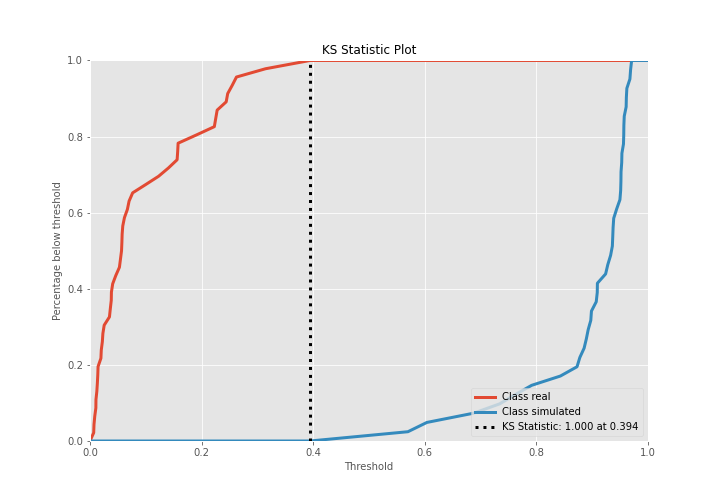 KS Statistic Plot
Percentage below threshold
1.0
0.8
0.6
0.4
0.2
0.0
0.0 0.2 0.4 0.6 0.8 1.0
Threshold
Class real
Class simulated
KS Statistic: 1.000 at 0.394